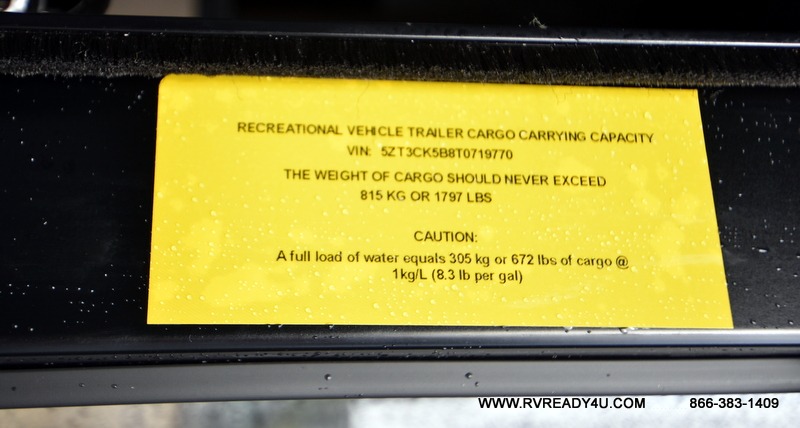 RECREATIONAL VEHICLE TRAILER CARGO CARRYING CAPACITY
VIN: 5ZT3CK5B8T0719770
THE WEIGHT OF CARGO SHOULD NEVER EXCEED
815 KG OR 1797 LBS
CAUTION:
A full load of water equals 305 kg or 672 lbs of cargo @
1kg/L (8.3 lb per gal)
WWW.RVREADY4U.COM 866-383-1409